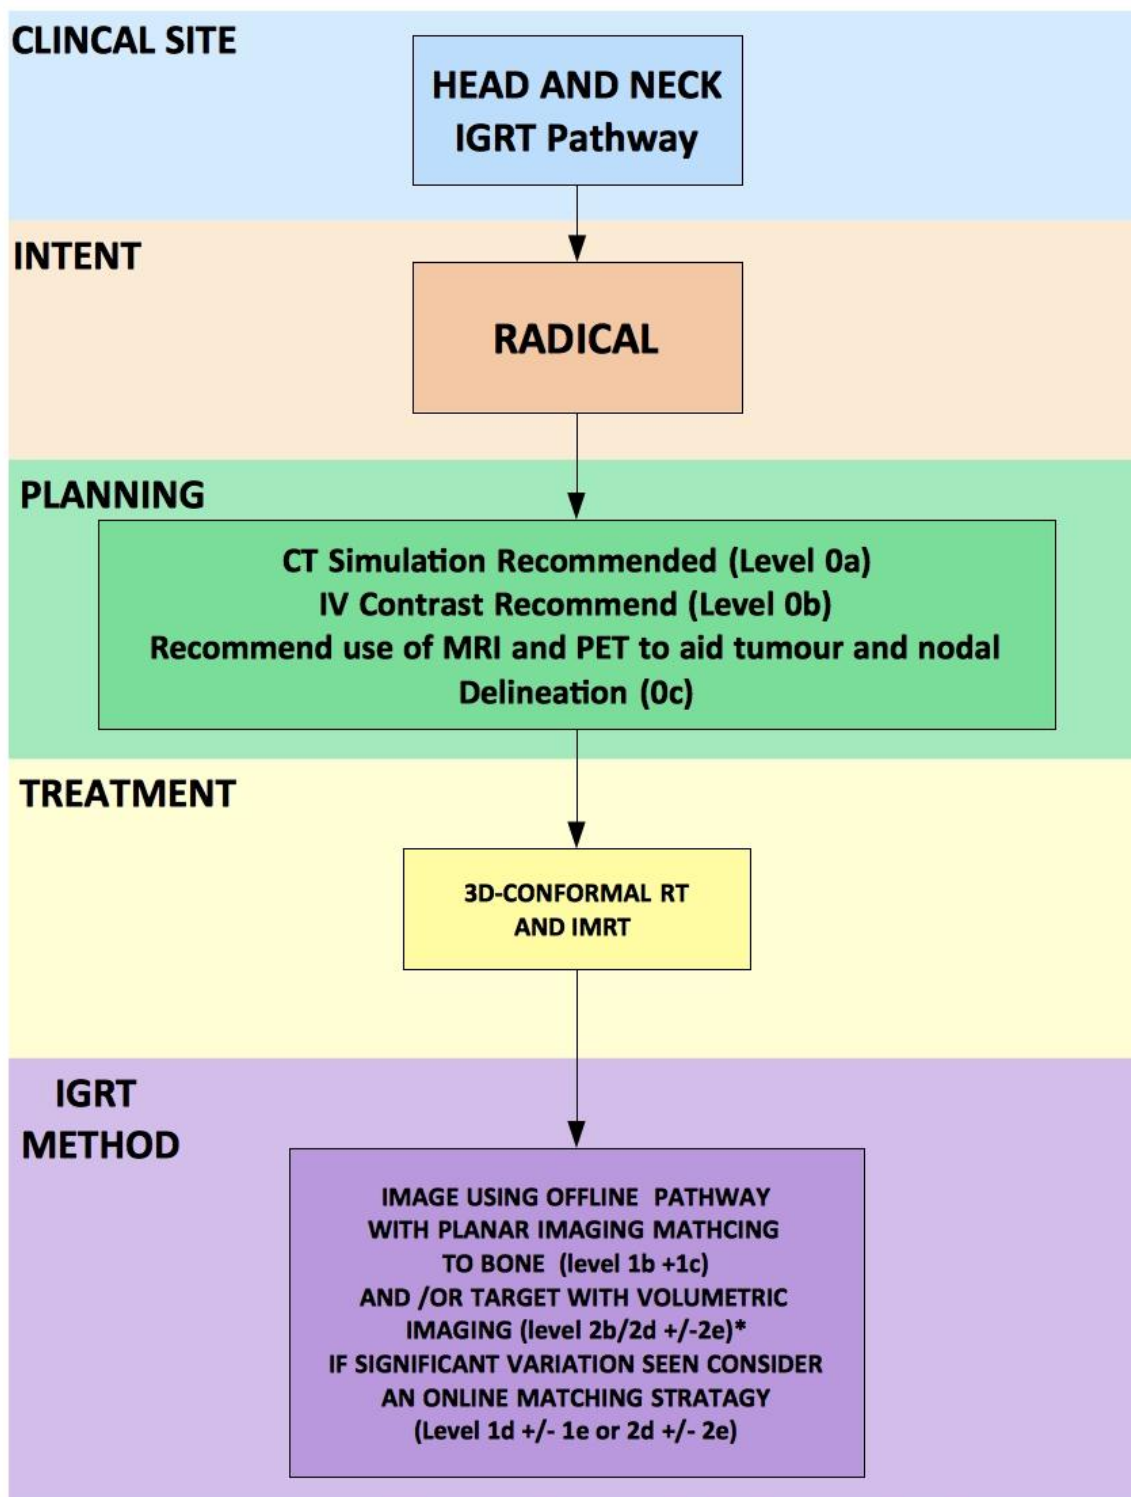 CLINCAL SITE
HEAD AND NECK
IGRT Pathway
INTENT
RADICAL
PLANNING
CT Simulation Recommended (Level 0a)
IV Contrast Recommend (Level 0b)
Recommend use of MRI and PET to aid tumour and nodal
Delineation (0c)
TREATMENT
3D-CONFORMAL RT
AND IMRT
IGRT
METHOD
IMAGE USING OFFLINE PATHWAY
WITH PLANAR IMAGING MATHCING
TO BONE (level 1b +1c)
AND /OR TARGET WITH VOLUMETRIC
IMAGING (level 2b/2d +/-2e)*
IF SIGNIFICANT VARIATION SEEN CONSIDER
AN ONLINE MATCHING STRATAGY
(Level 1d +/- 1e or 2d +/- 2e)